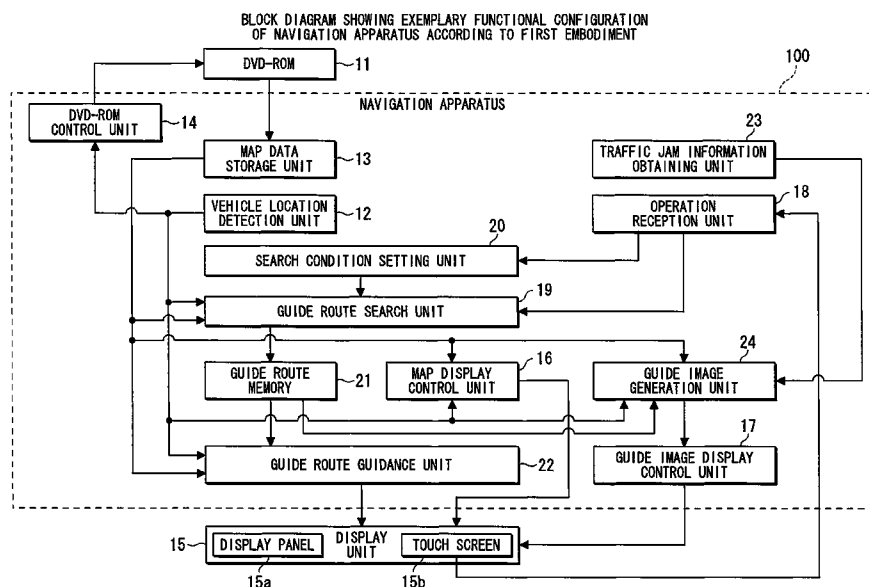 BLOCK DIAGRAM SHOWING EXEMPLARY FUNCTIONAL CONFIGURATION
OF NAVIGATION APPARATUS ACCORDING TO FIRST EMBODIMENT
DVD-ROM
11
100
NAVIGATION APPARATUS
DVD-ROM
CONTROL UNIT
14
MAP DATA
STORAGE UNIT
13
23
TRAFFIC JAM INFORMATION
OBTAINING UNIT
VEHICLE LOCATION
DETECTION UNIT
12
18
OPERATION
RECEPTION UNIT
20
SEARCH CONDITION SETTING UNIT
19
GUIDE ROUTE SEARCH UNIT
GUIDE ROUTE
MEMORY
21
MAP DISPLAY
CONTROL UNIT
16
24
GUIDE IMAGE
GENERATION UNIT
GUIDE ROUTE GUIDANCE UNIT
22
17
GUIDE IMAGE DISPLAY
CONTROL UNIT
15
DISPLAY PANEL
15a
DISPLAY
UNIT
TOUCH SCREEN
15b